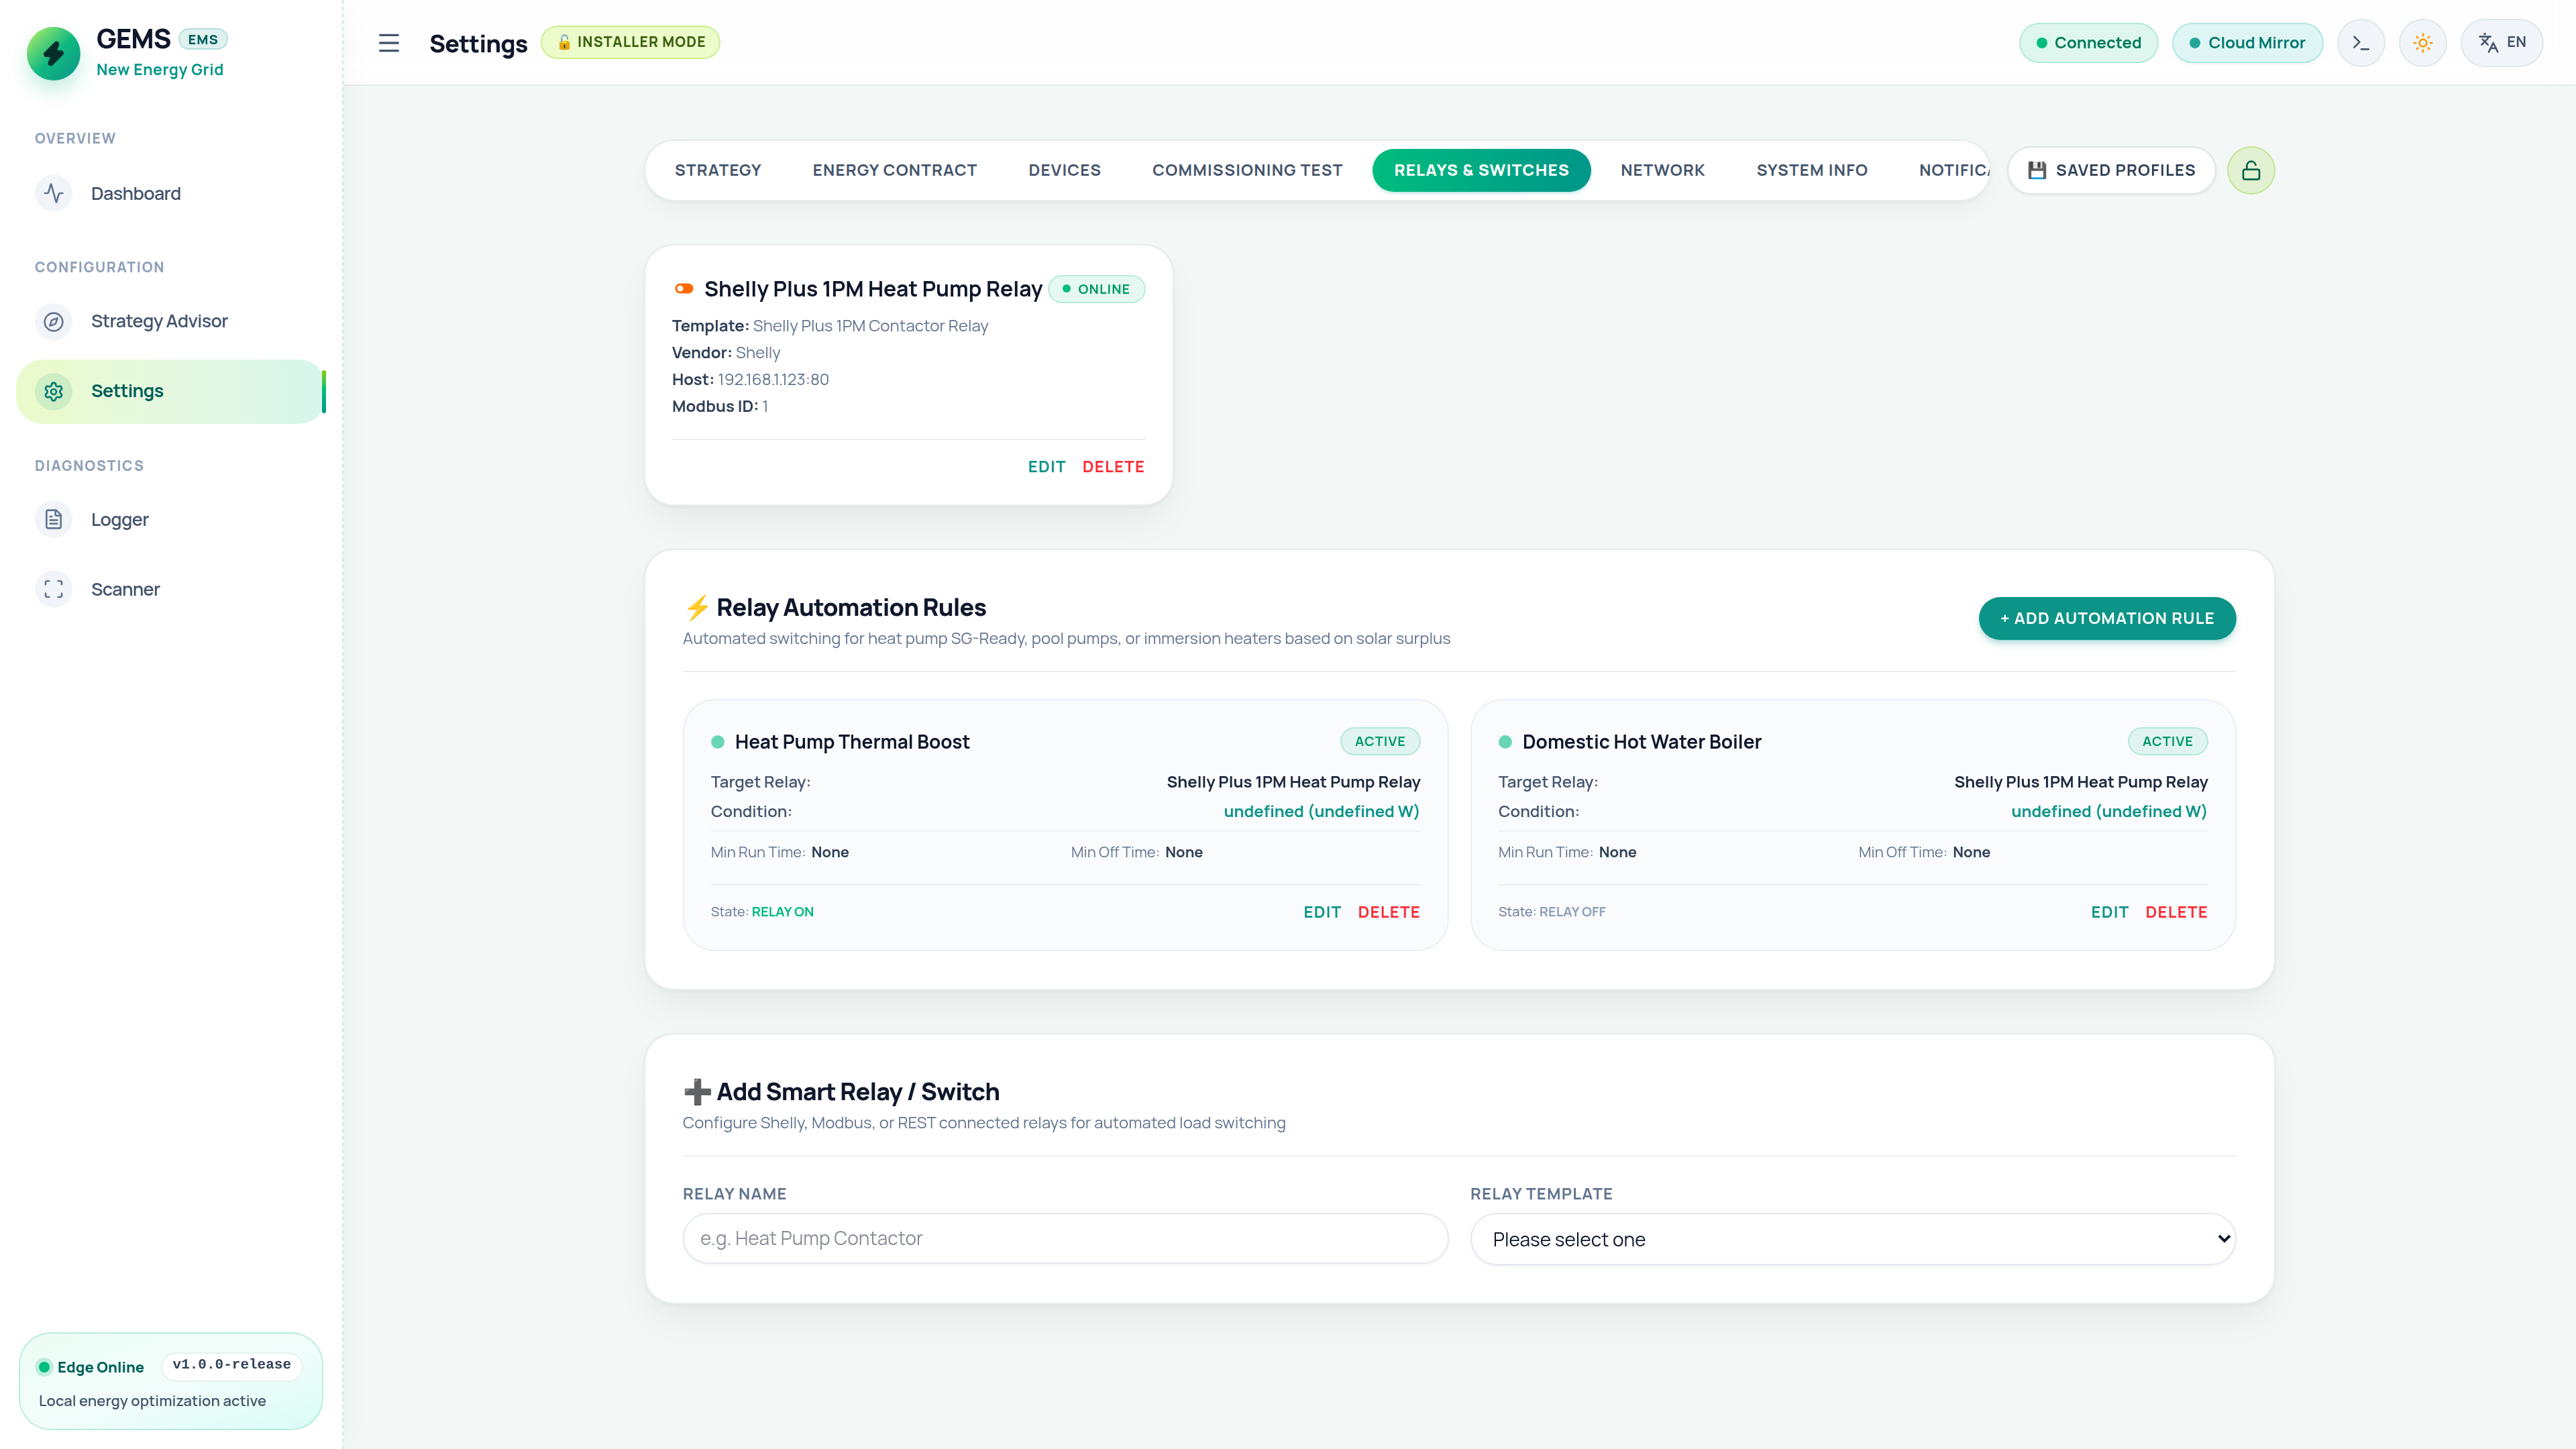 GEMS EMS
New Energy Grid
OVERVIEW
Dashboard
CONFIGURATION
Strategy Advisor
Settings
DIAGNOSTICS
Logger
Scanner
Edge Online v1.0.0-release
Local energy optimization active
Settings 🔓 INSTALLER MODE
Connected
Cloud Mirror
EN
STRATEGY ENERGY CONTRACT DEVICES COMMISSIONING TEST RELAYS & SWITCHES NETWORK SYSTEM INFO NOTIFICA
💾 SAVED PROFILES
Shelly Plus 1PM Heat Pump Relay ONLINE
Template: Shelly Plus 1PM Contactor Relay
Vendor: Shelly
Host: 192.168.1.123:80
Modbus ID: 1
EDIT DELETE
⚡ Relay Automation Rules
Automated switching for heat pump SG-Ready, pool pumps, or immersion heaters based on solar surplus
+ ADD AUTOMATION RULE
Heat Pump Thermal Boost ACTIVE
Target Relay: Shelly Plus 1PM Heat Pump Relay
Condition: undefined (undefined W)
Min Run Time: None Min Off Time: None
State: RELAY ON EDIT DELETE
Domestic Hot Water Boiler ACTIVE
Target Relay: Shelly Plus 1PM Heat Pump Relay
Condition: undefined (undefined W)
Min Run Time: None Min Off Time: None
State: RELAY OFF EDIT DELETE
➕ Add Smart Relay / Switch
Configure Shelly, Modbus, or REST connected relays for automated load switching
RELAY NAME
e.g. Heat Pump Contactor
RELAY TEMPLATE
Please select one